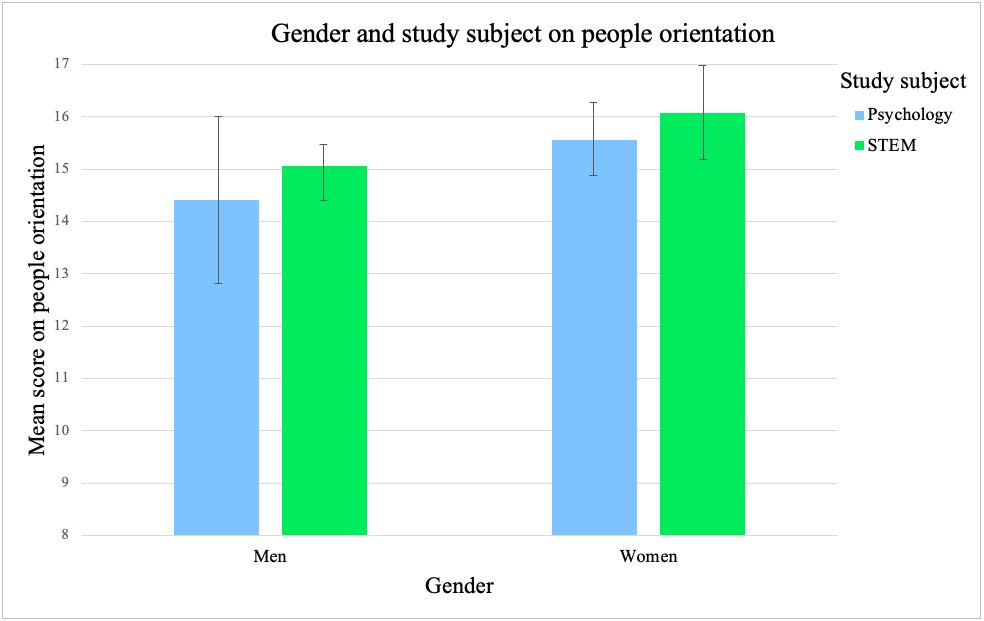 Gender and study subject on people orientation
Mean score on people orientation
17
16
15
14
13
12
11
10
9
8
Men
Women
Gender
Study subject
Psychology
STEM